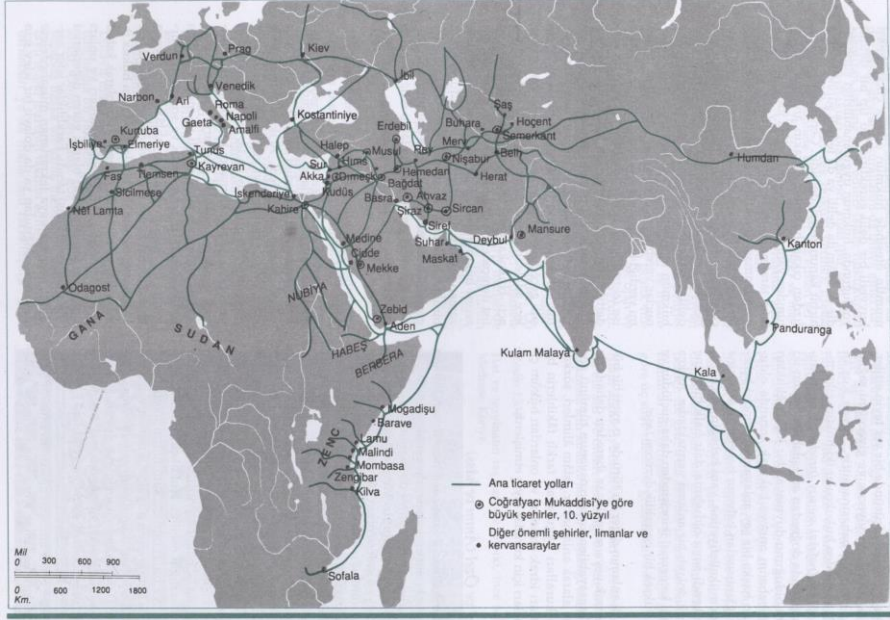 Verdun
Prag
Kiev
İtil
Narbon
Arl
Venedik
Roma
Napoli
Gaeta
Amalfi
Kostantiniye
Şaş
Hoçent
Buhara
Semerkant
Kurtuba
İşbiliye
Elmeriye
Tunus
Kayrevan
Halep
Musul
Erdebil
Rey
Merv
Nişabur
Belh
Herat
Humdan
Fas
Tlemsen
Sicilmese
Nûl Lamta
Sur
Hıms
Akka
Dımeşk
Kudüs
İskenderiye
Kahire
Hemedan
Bağdat
Basra
Ahvaz
Şiraz
Sircan
Siraf
Suhar
Maskat
Deybul
Mansure
Kanton
Medine
Cidde
Mekke
Odagost
GANA
SUDAN
NUBİYA
Zebid
Aden
HABEŞ
BERBERA
Panduranga
Kulam Malaya
Kala
Mogadişu
Barave
ZENC
Lamu
Malindi
Mombasa
Zengibar
Kilva
Sofala
Ana ticaret yolları
Coğrafyacı Mukaddisî'ye göre
büyük şehirler, 10. yüzyıl
Diğer önemli şehirler, limanlar ve
kervansaraylar
Mil
0 300 600 900
0 600 1200 1800
Km.